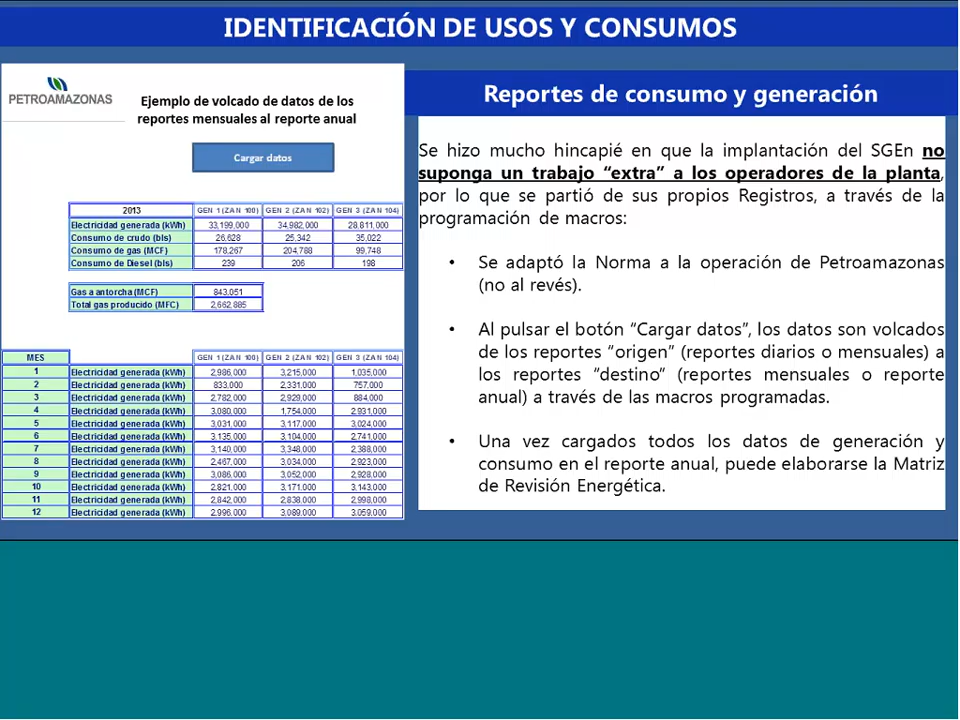 IDENTIFICACIÓN DE USOS Y CONSUMOS
PETROAMAZONAS
Ejemplo de volcado de datos de los
reportes mensuales al reporte anual
Cargar datos
2013 GEN 1 (ZAN 100) GEN 2 (ZAN 102) GEN 3 (ZAN 104)
Electricidad generada (kWh) 33,199,000 34,982,000 28,811,000
Consumo de crudo (bls) 26,628 25,342 35,022
Consumo de gas (MCF) 178,267 204,788 99,748
Consumo de Diesel (bls) 239 206 198
Gas a antorcha (MCF) 843,051
Total gas producido (MFC) 2,662,885
MES GEN 1 (ZAN 100) GEN 2 (ZAN 102) GEN 3 (ZAN 104)
1 Electricidad generada (kWh) 2,986,000 3,215,000 1,035,000
2 Electricidad generada (kWh) 833,000 2,331,000 757,000
3 Electricidad generada (kWh) 2,782,000 2,929,000 884,000
4 Electricidad generada (kWh) 3,080,000 1,754,000 2,931,000
5 Electricidad generada (kWh) 3,031,000 3,117,000 3,024,000
6 Electricidad generada (kWh) 3,135,000 3,104,000 2,741,000
7 Electricidad generada (kWh) 3,140,000 3,348,000 2,388,000
8 Electricidad generada (kWh) 2,467,000 3,034,000 2,923,000
9 Electricidad generada (kWh) 3,086,000 3,052,000 2,928,000
10 Electricidad generada (kWh) 2,821,000 3,171,000 3,143,000
11 Electricidad generada (kWh) 2,842,000 2,838,000 2,998,000
12 Electricidad generada (kWh) 2,996,000 3,089,000 3,059,000
Reportes de consumo y generación
Se hizo mucho hincapié en que la implantación del SGEn no
suponga un trabajo “extra” a los operadores de la planta,
por lo que se partió de sus propios Registros, a través de la
programación de macros:
• Se adaptó la Norma a la operación de Petroamazonas
(no al revés).
• Al pulsar el botón “Cargar datos”, los datos son volcados
de los reportes “origen” (reportes diarios o mensuales) a
los reportes “destino” (reportes mensuales o reporte
anual) a través de las macros programadas.
• Una vez cargados todos los datos de generación y
consumo en el reporte anual, puede elaborarse la Matriz
de Revisión Energética.